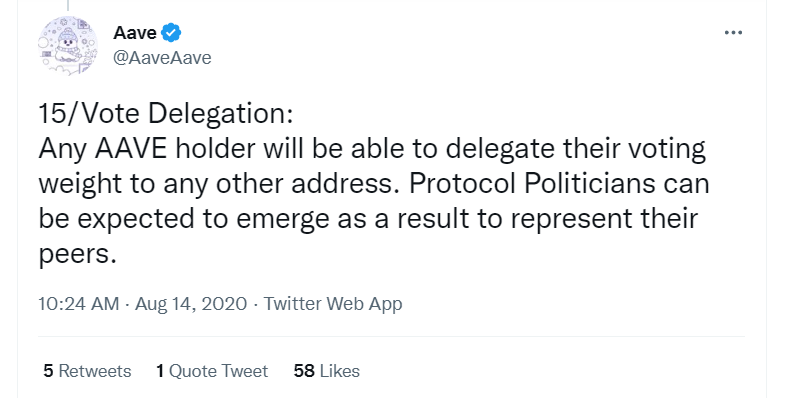 Aave
@AaveAave
15/Vote Delegation:
Any AAVE holder will be able to delegate their voting
weight to any other address. Protocol Politicians can
be expected to emerge as a result to represent their
peers.
10:24 AM · Aug 14, 2020 · Twitter Web App
5 Retweets 1 Quote Tweet 58 Likes